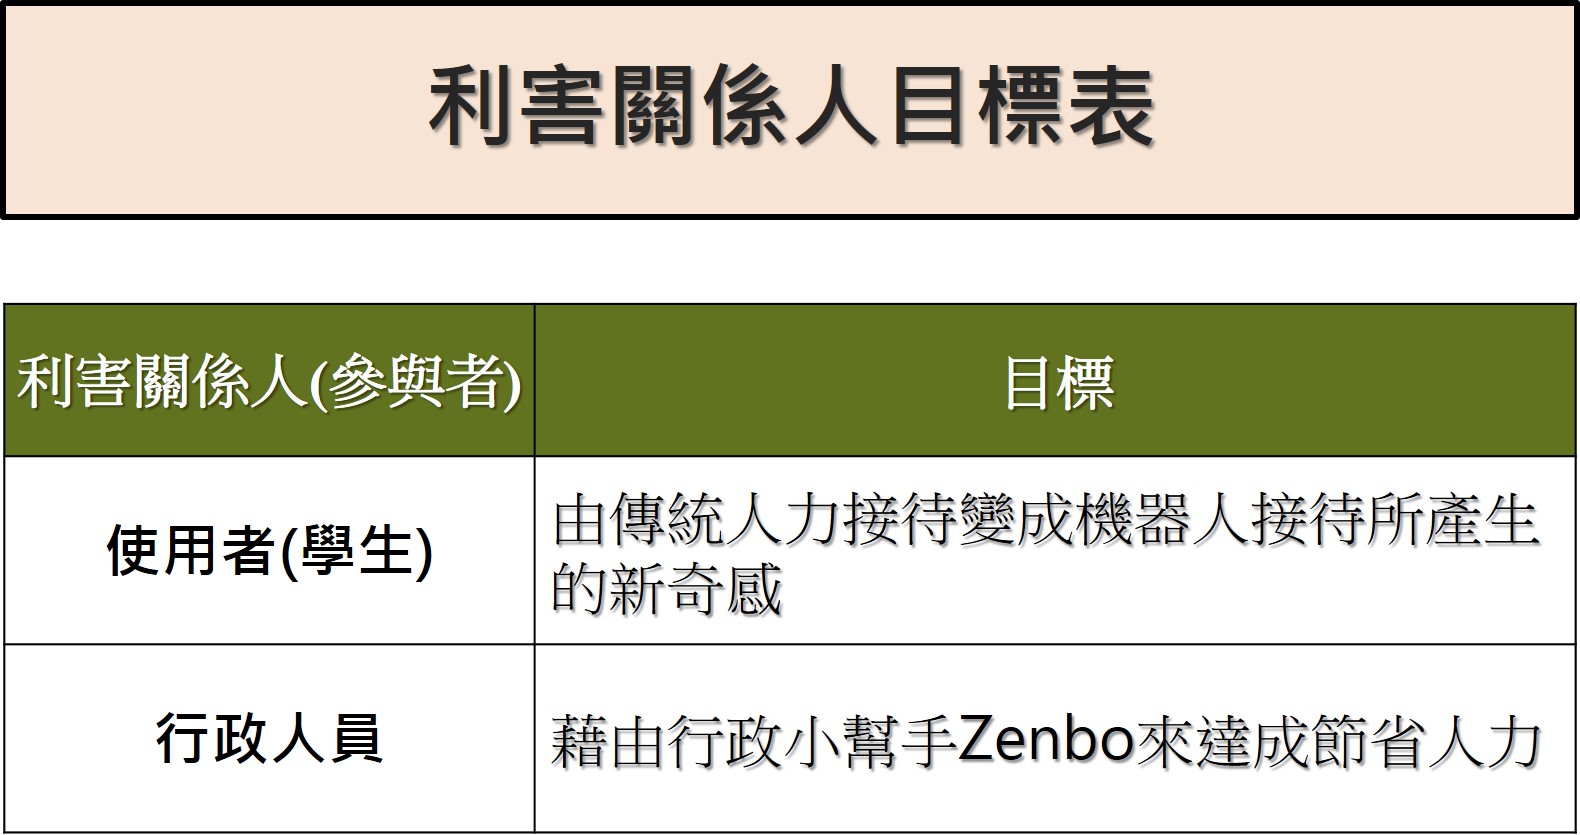 利害關係人目標表
利害關係人(參與者)
目標
使用者(學生)
由傳統人力接待變成機器人接待所產生
的新奇感
行政人員
藉由行政小幫手Zenbo來達成節省人力